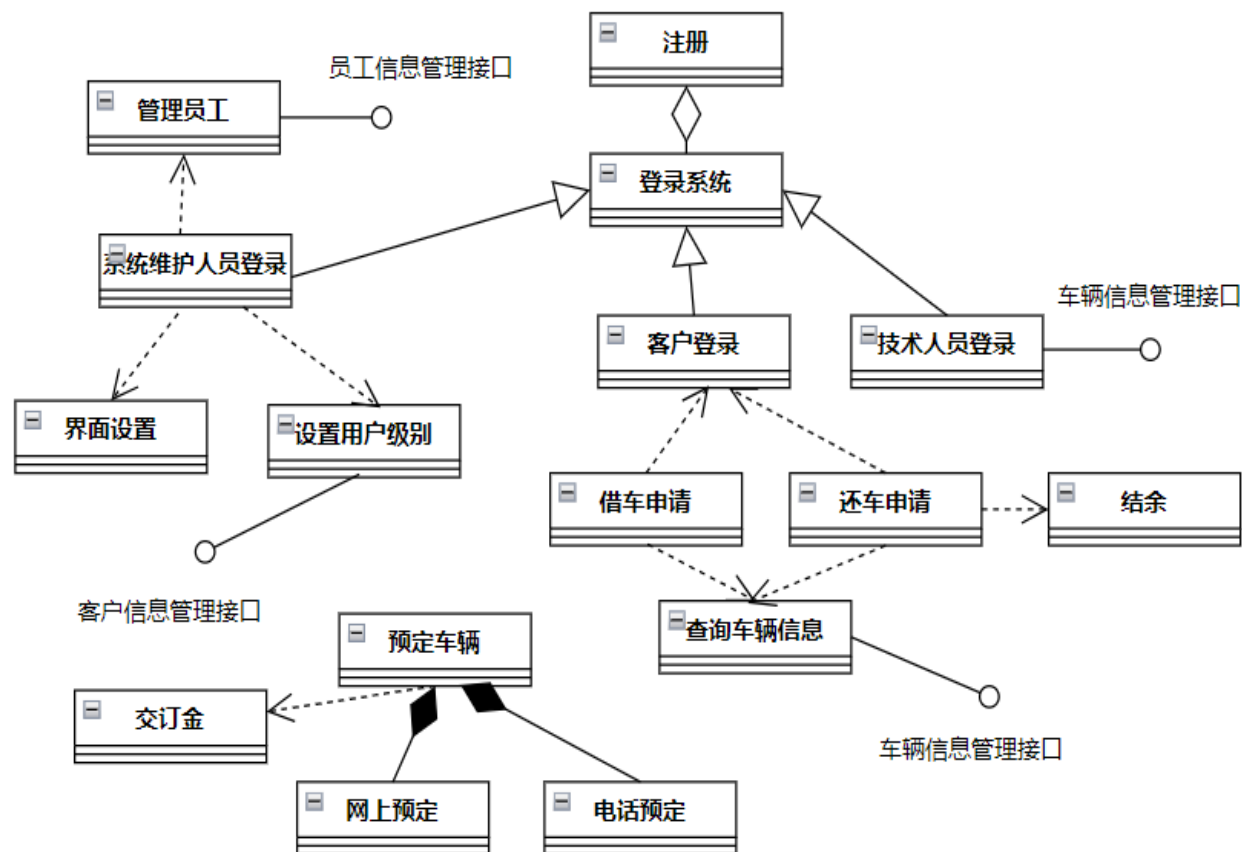 注册
员工信息管理接口
管理员工
登录系统
系统维护人员登录
车辆信息管理接口
客户登录
技术人员登录
界面设置
设置用户级别
借车申请
还车申请
结余
客户信息管理接口
预定车辆
查询车辆信息
交订金
车辆信息管理接口
网上预定
电话预定